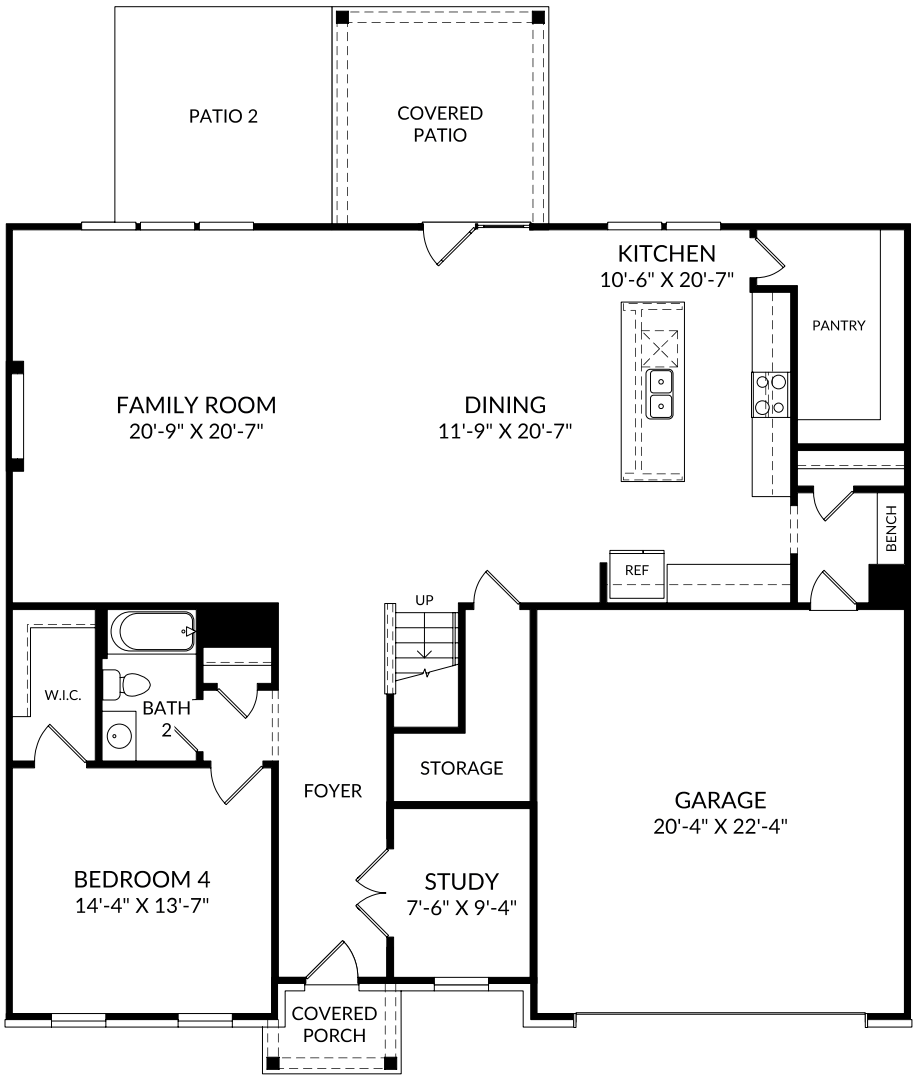 PATIO 2
COVERED
PATIO
KITCHEN
10'-6" X 20'-7"
PANTRY
FAMILY ROOM
20'-9" X 20'-7"
DINING
11'-9" X 20'-7"
BENCH
REF
UP
W.I.C.
BATH
2
STORAGE
FOYER
GARAGE
20'-4" X 22'-4"
BEDROOM 4
14'-4" X 13'-7"
STUDY
7'-6" X 9'-4"
COVERED
PORCH